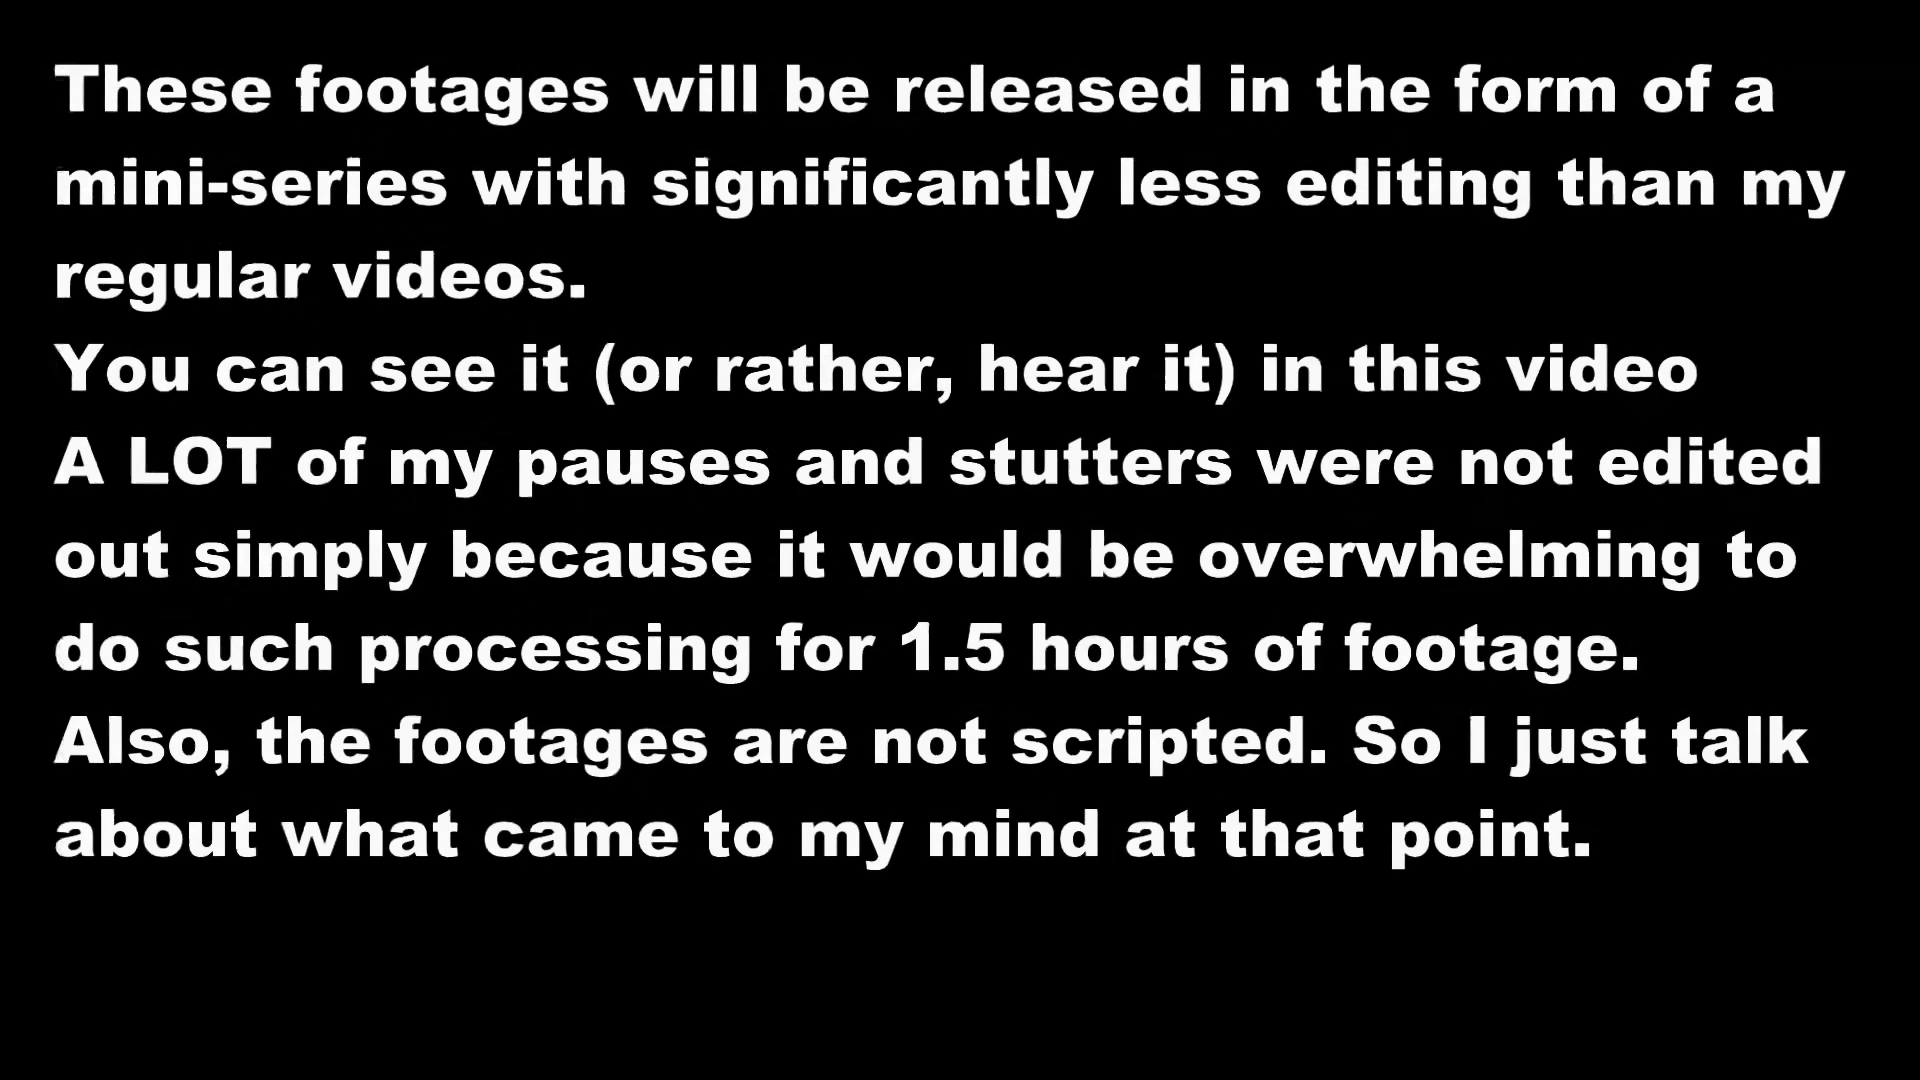 These footages will be released in the form of a
mini-series with significantly less editing than my
regular videos.
You can see it (or rather, hear it) in this video
A LOT of my pauses and stutters were not edited
out simply because it would be overwhelming to
do such processing for 1.5 hours of footage.
Also, the footages are not scripted. So I just talk
about what came to my mind at that point.